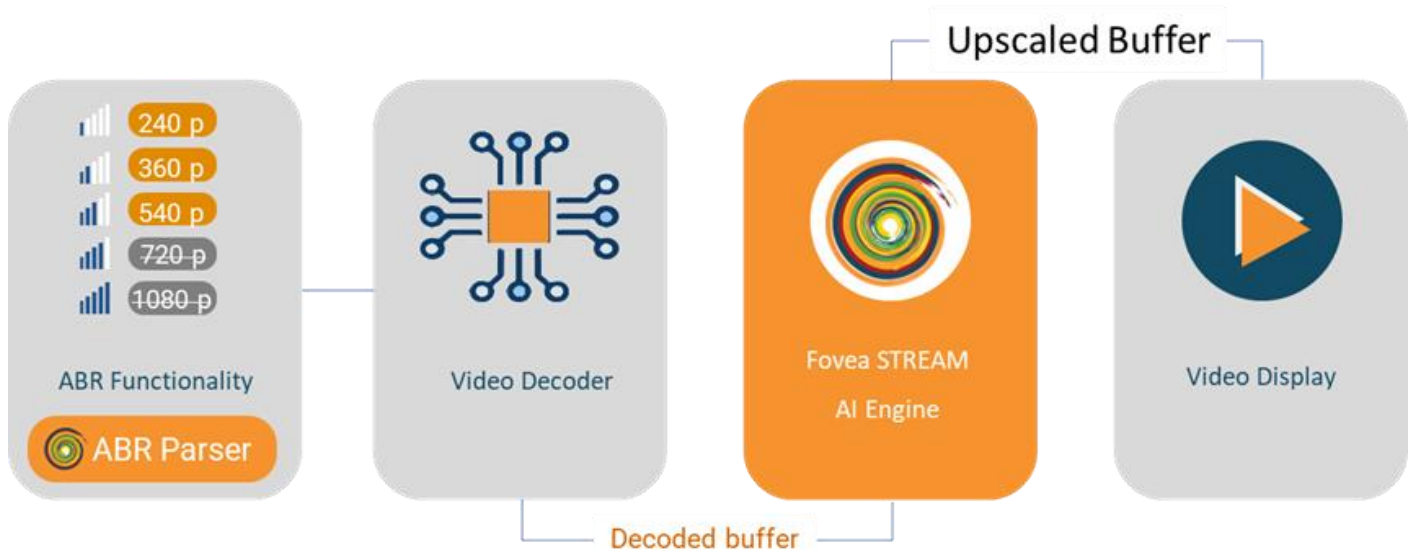 Upscaled Buffer
240 p
360 p
540 p
720 p
1080 p
ABR Functionality
ABR Parser
Video Decoder
Fovea STREAM
AI Engine
Video Display
Decoded buffer